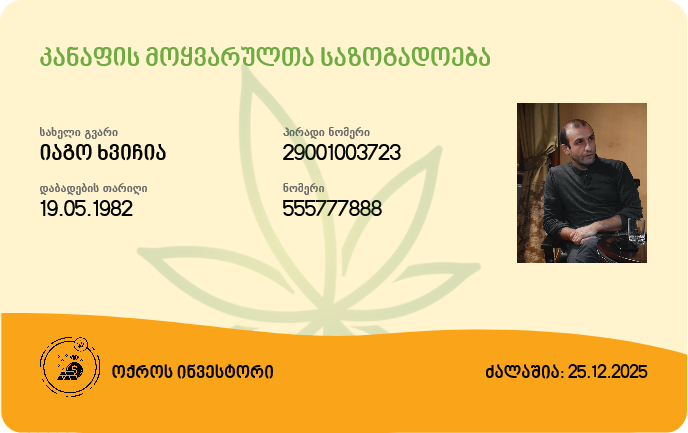 კანაფის მოყვარულთა საზოგადოება
სახელი გვარი
იაგო ხვიჩია
პირადი ნომერი
29001003723
დაბადების თარიღი
19.05.1982
ნომერი
555777888
ოქროს ინვესტორი
ძალაშია: 25.12.2025